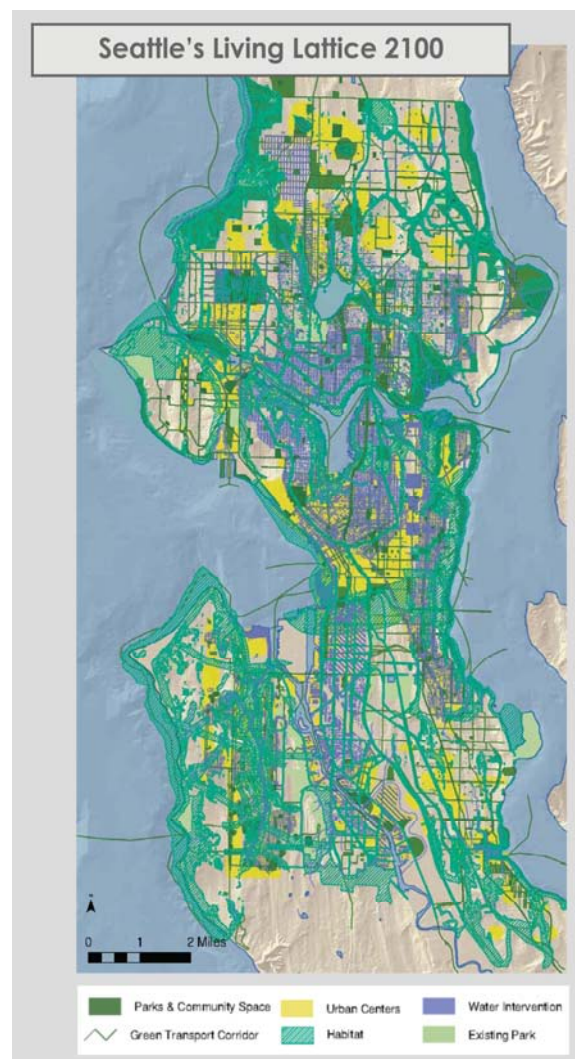 Seattle's Living Lattice 2100
N
0 1 2 Miles
Parks & Community Space Urban Centers Water Intervention
Green Transport Corridor Habitat Existing Park